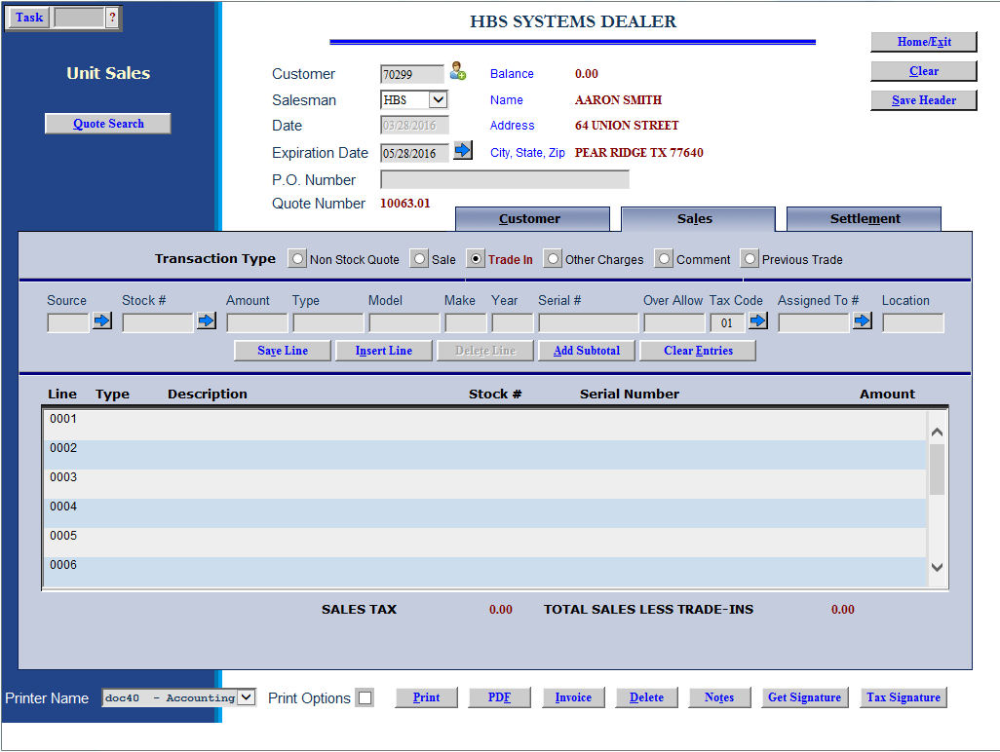 Task ?
HBS SYSTEMS DEALER
Home/Exit
Clear
Save Header
Unit Sales
Quote Search
Customer 70299 Balance 0.00
Salesman HBS Name AARON SMITH
Date 03/28/2016 Address 64 UNION STREET
Expiration Date 05/28/2016 City, State, Zip PEAR RIDGE TX 77640
P.O. Number
Quote Number 10063.01
Customer Sales Settlement
Transaction Type Non Stock Quote Sale Trade In Other Charges Comment Previous Trade
Source Stock # Amount Type Model Make Year Serial # Over Allow Tax Code Assigned To # Location
01
Save Line Insert Line Delete Line Add Subtotal Clear Entries
Line Type Description Stock # Serial Number Amount
0001
0002
0003
0004
0005
0006
SALES TAX 0.00 TOTAL SALES LESS TRADE-INS 0.00
Printer Name doc40 - Accounting Print Options Print PDF Invoice Delete Notes Get Signature Tax Signature